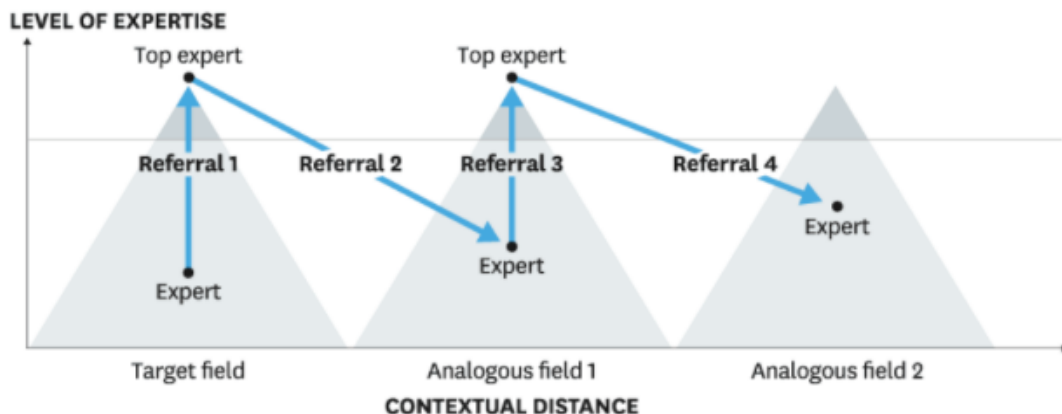 LEVEL OF EXPERTISE
Top expert
Top expert
Referral 1
Referral 2
Referral 3
Referral 4
Expert
Expert
Expert
Target field
Analogous field 1
Analogous field 2
CONTEXTUAL DISTANCE